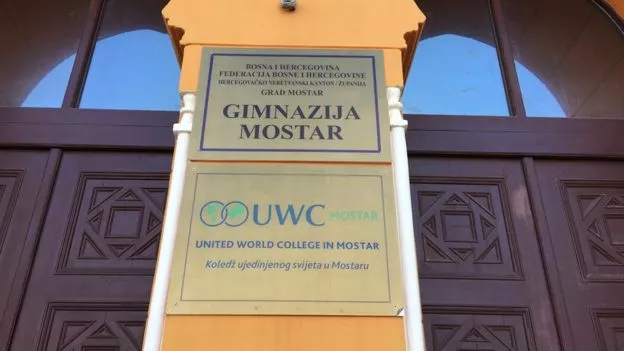 BOSNA I HERCEGOVINA
FEDERACIJA BOSNE I HERCEGOVINE
HERCEGOVAČKO NERETVANSKI KANTON / ŽUPANIJA
GRAD MOSTAR
GIMNAZIJA
MOSTAR
UWC MOSTAR
UNITED WORLD COLLEGE IN MOSTAR
Koledž ujedinjenog svijeta u Mostaru